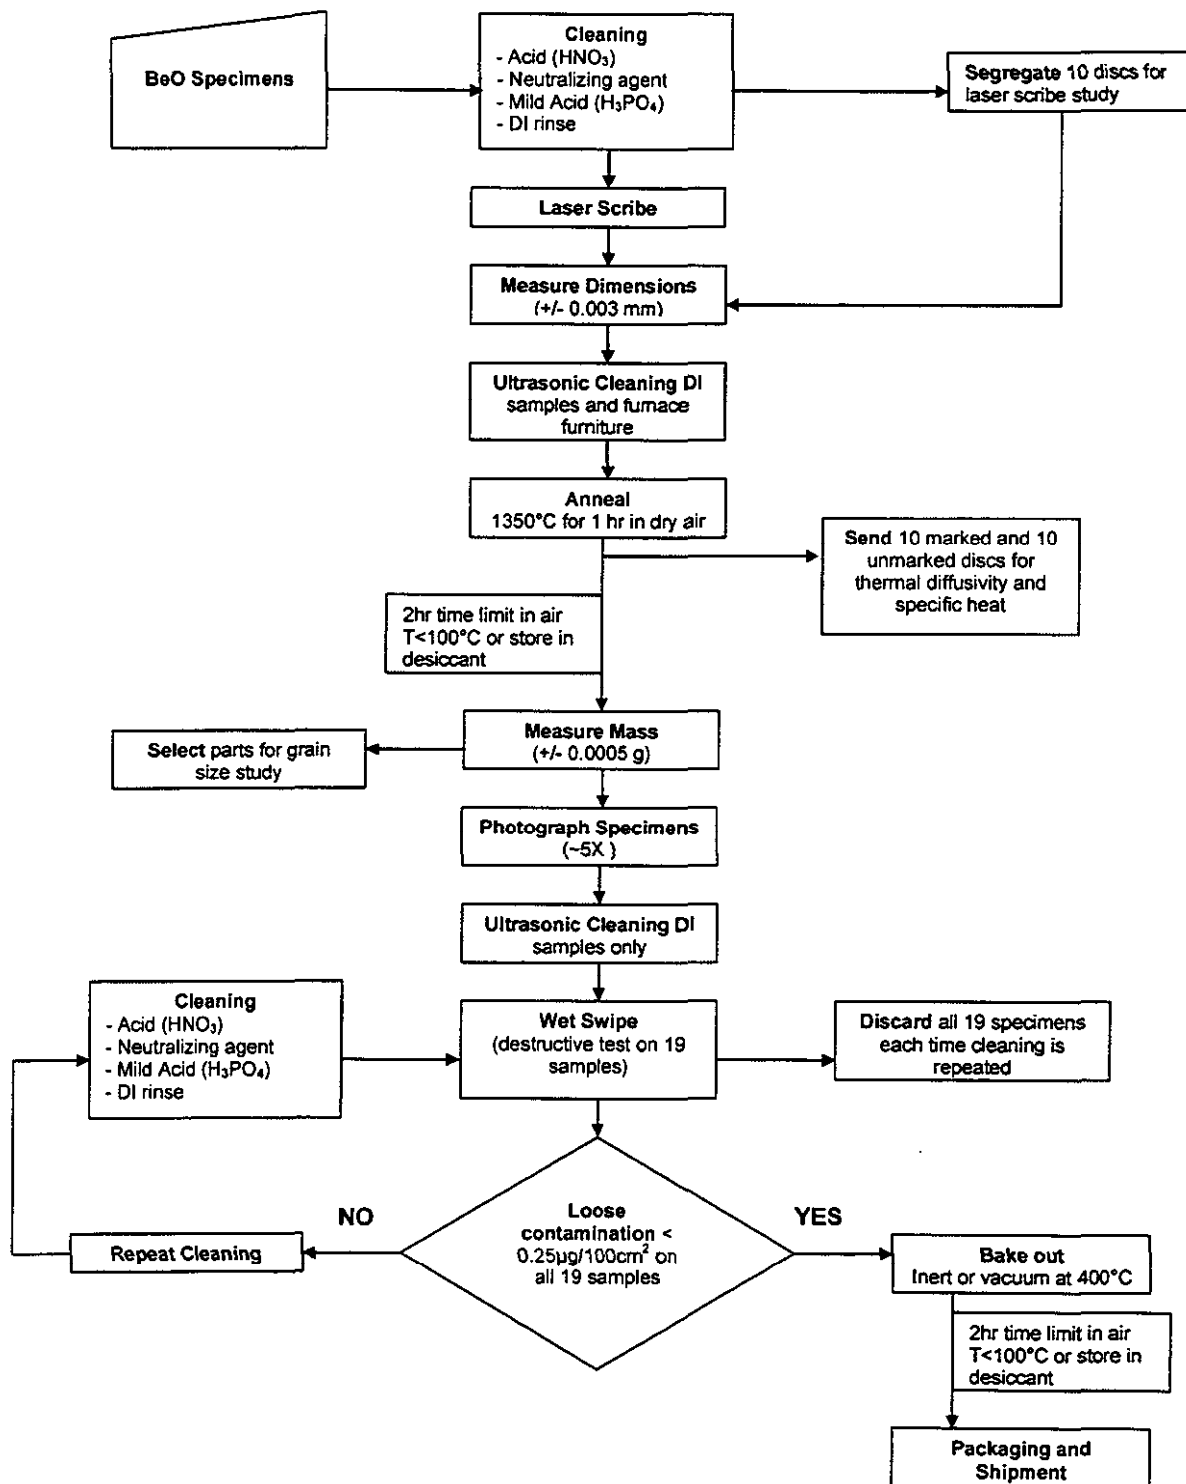 BeO Specimens
Cleaning
- Acid (HNO₃)
- Neutralizing agent
- Mild Acid (H₃PO₄)
- DI rinse
Segregate 10 discs for
laser scribe study
Laser Scribe
Measure Dimensions
(+/- 0.003 mm)
Ultrasonic Cleaning DI
samples and furnace
furniture
Anneal
1350°C for 1 hr in dry air
Send 10 marked and 10
unmarked discs for
thermal diffusivity and
specific heat
2hr time limit in air
T<100°C or store in
desiccant
Measure Mass
(+/- 0.0005 g)
Select parts for grain
size study
Photograph Specimens
(~5X )
Ultrasonic Cleaning DI
samples only
Cleaning
- Acid (HNO₃)
- Neutralizing agent
- Mild Acid (H₃PO₄)
- DI rinse
Wet Swipe
(destructive test on 19
samples)
Discard all 19 specimens
each time cleaning is
repeated
Loose
contamination <
0.25µg/100cm² on
all 19 samples
NO
YES
Repeat Cleaning
Bake out
Inert or vacuum at 400°C
2hr time limit in air
T<100°C or store in
desiccant
Packaging and
Shipment